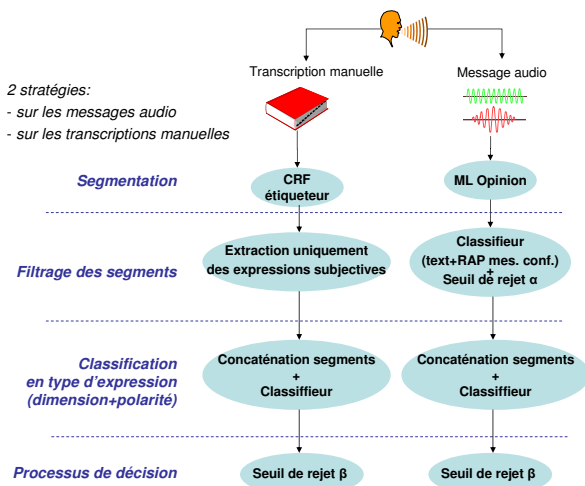 Transcription manuelle
Message audio
2 stratégies:
- sur les messages audio
- sur les transcriptions manuelles
Segmentation
CRF
étiqueteur
ML Opinion
Filtrage des segments
Extraction uniquement
des expressions subjectives
Classifieur
(text+RAP mes. conf.)
+
Seuil de rejet α
Classification
en type d'expression
(dimension+polarité)
Concaténation segments
+
Classiffieur
Concaténation segments
+
Classiffieur
Processus de décision
Seuil de rejet β
Seuil de rejet β